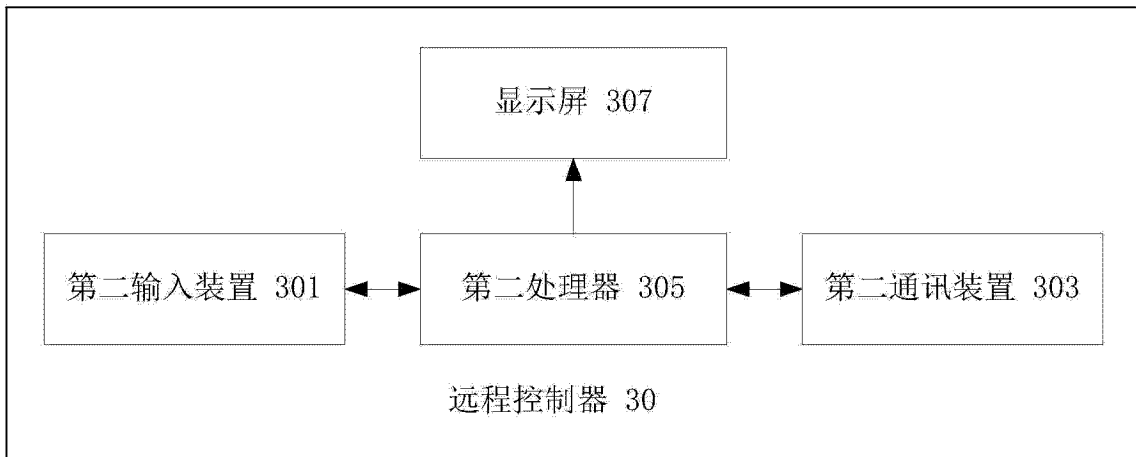 显示屏 307
第二输入装置 301
第二处理器 305
第二通讯装置 303
远程控制器 30